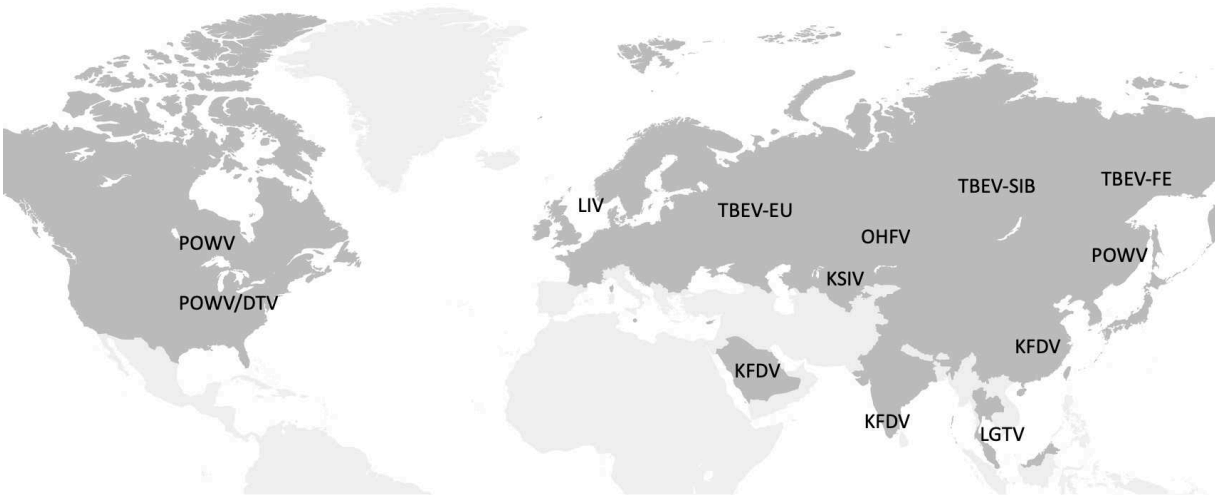 TBEV-FE
TBEV-SIB
LIV
TBEV-EU
OHFV
POWV
POWV
KSIV
POWV/DTV
KFDV
KFDV
KFDV
LGTV